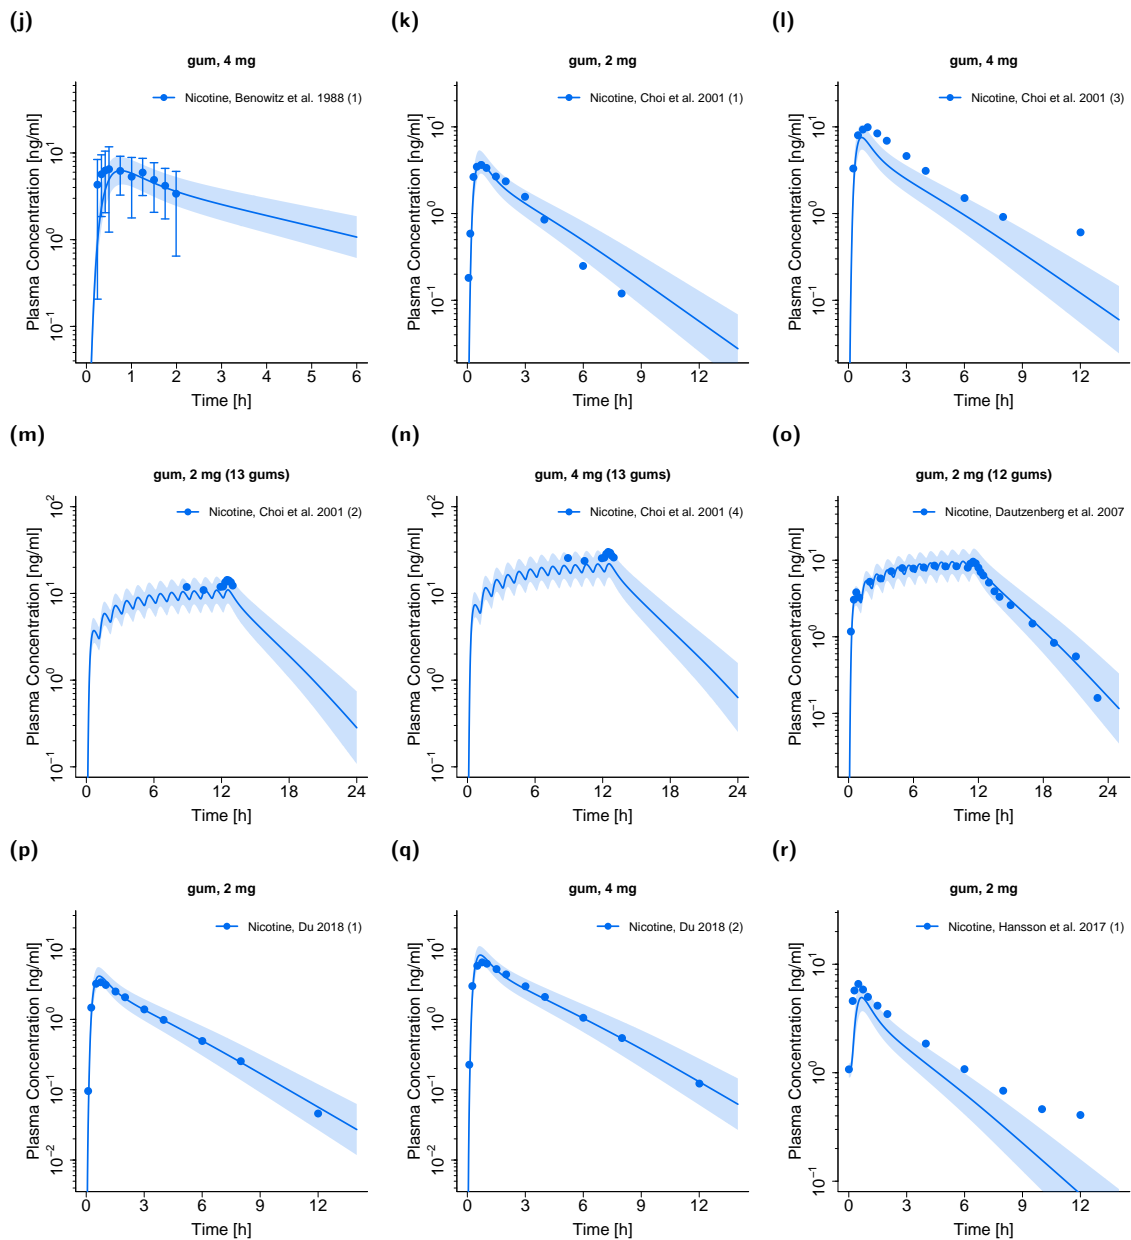 (j)
gum, 4 mg
Nicotine, Benowitz et al. 1988 (1)
Plasma Concentration [ng/ml]
10^1
10^0
10^−1
0 1 2 3 4 5 6
Time [h]
(k)
gum, 2 mg
Nicotine, Choi et al. 2001 (1)
Plasma Concentration [ng/ml]
10^1
10^0
10^−1
0 3 6 9 12
Time [h]
(l)
gum, 4 mg
Nicotine, Choi et al. 2001 (3)
Plasma Concentration [ng/ml]
10^1
10^0
10^−1
0 3 6 9 12
Time [h]
(m)
gum, 2 mg (13 gums)
Nicotine, Choi et al. 2001 (2)
Plasma Concentration [ng/ml]
10^2
10^1
10^0
10^−1
0 6 12 18 24
Time [h]
(n)
gum, 4 mg (13 gums)
Nicotine, Choi et al. 2001 (4)
Plasma Concentration [ng/ml]
10^2
10^1
10^0
10^−1
0 6 12 18 24
Time [h]
(o)
gum, 2 mg (12 gums)
Nicotine, Dautzenberg et al. 2007
Plasma Concentration [ng/ml]
10^1
10^0
10^−1
0 6 12 18 24
Time [h]
(p)
gum, 2 mg
Nicotine, Du 2018 (1)
Plasma Concentration [ng/ml]
10^1
10^0
10^−1
10^−2
0 3 6 9 12
Time [h]
(q)
gum, 4 mg
Nicotine, Du 2018 (2)
Plasma Concentration [ng/ml]
10^1
10^0
10^−1
10^−2
0 3 6 9 12
Time [h]
(r)
gum, 2 mg
Nicotine, Hansson et al. 2017 (1)
Plasma Concentration [ng/ml]
10^1
10^0
10^−1
0 3 6 9 12
Time [h]